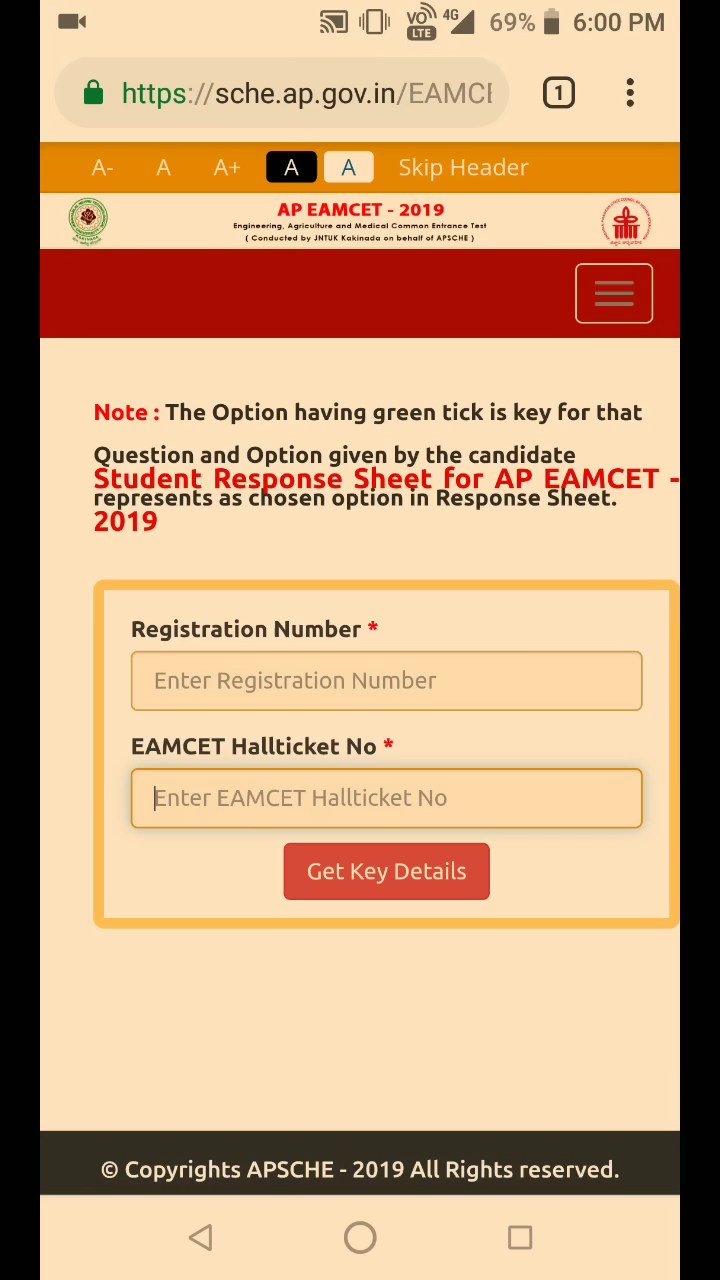 VO))
LTE
4G
69%
6:00 PM
https://sche.ap.gov.in/EAMCE
1
A- A A+ A A Skip Header
AP EAMCET - 2019
Engineering, Agriculture and Medical Common Entrance Test
( Conducted by JNTUK Kakinada on behalf of APSCHE )
Note : The Option having green tick is key for that
Question and Option given by the candidate
represents as chosen option in Response Sheet.
Student Response Sheet for AP EAMCET -
2019
Registration Number *
Enter Registration Number
EAMCET Hallticket No *
Enter EAMCET Hallticket No
Get Key Details
© Copyrights APSCHE - 2019 All Rights reserved.